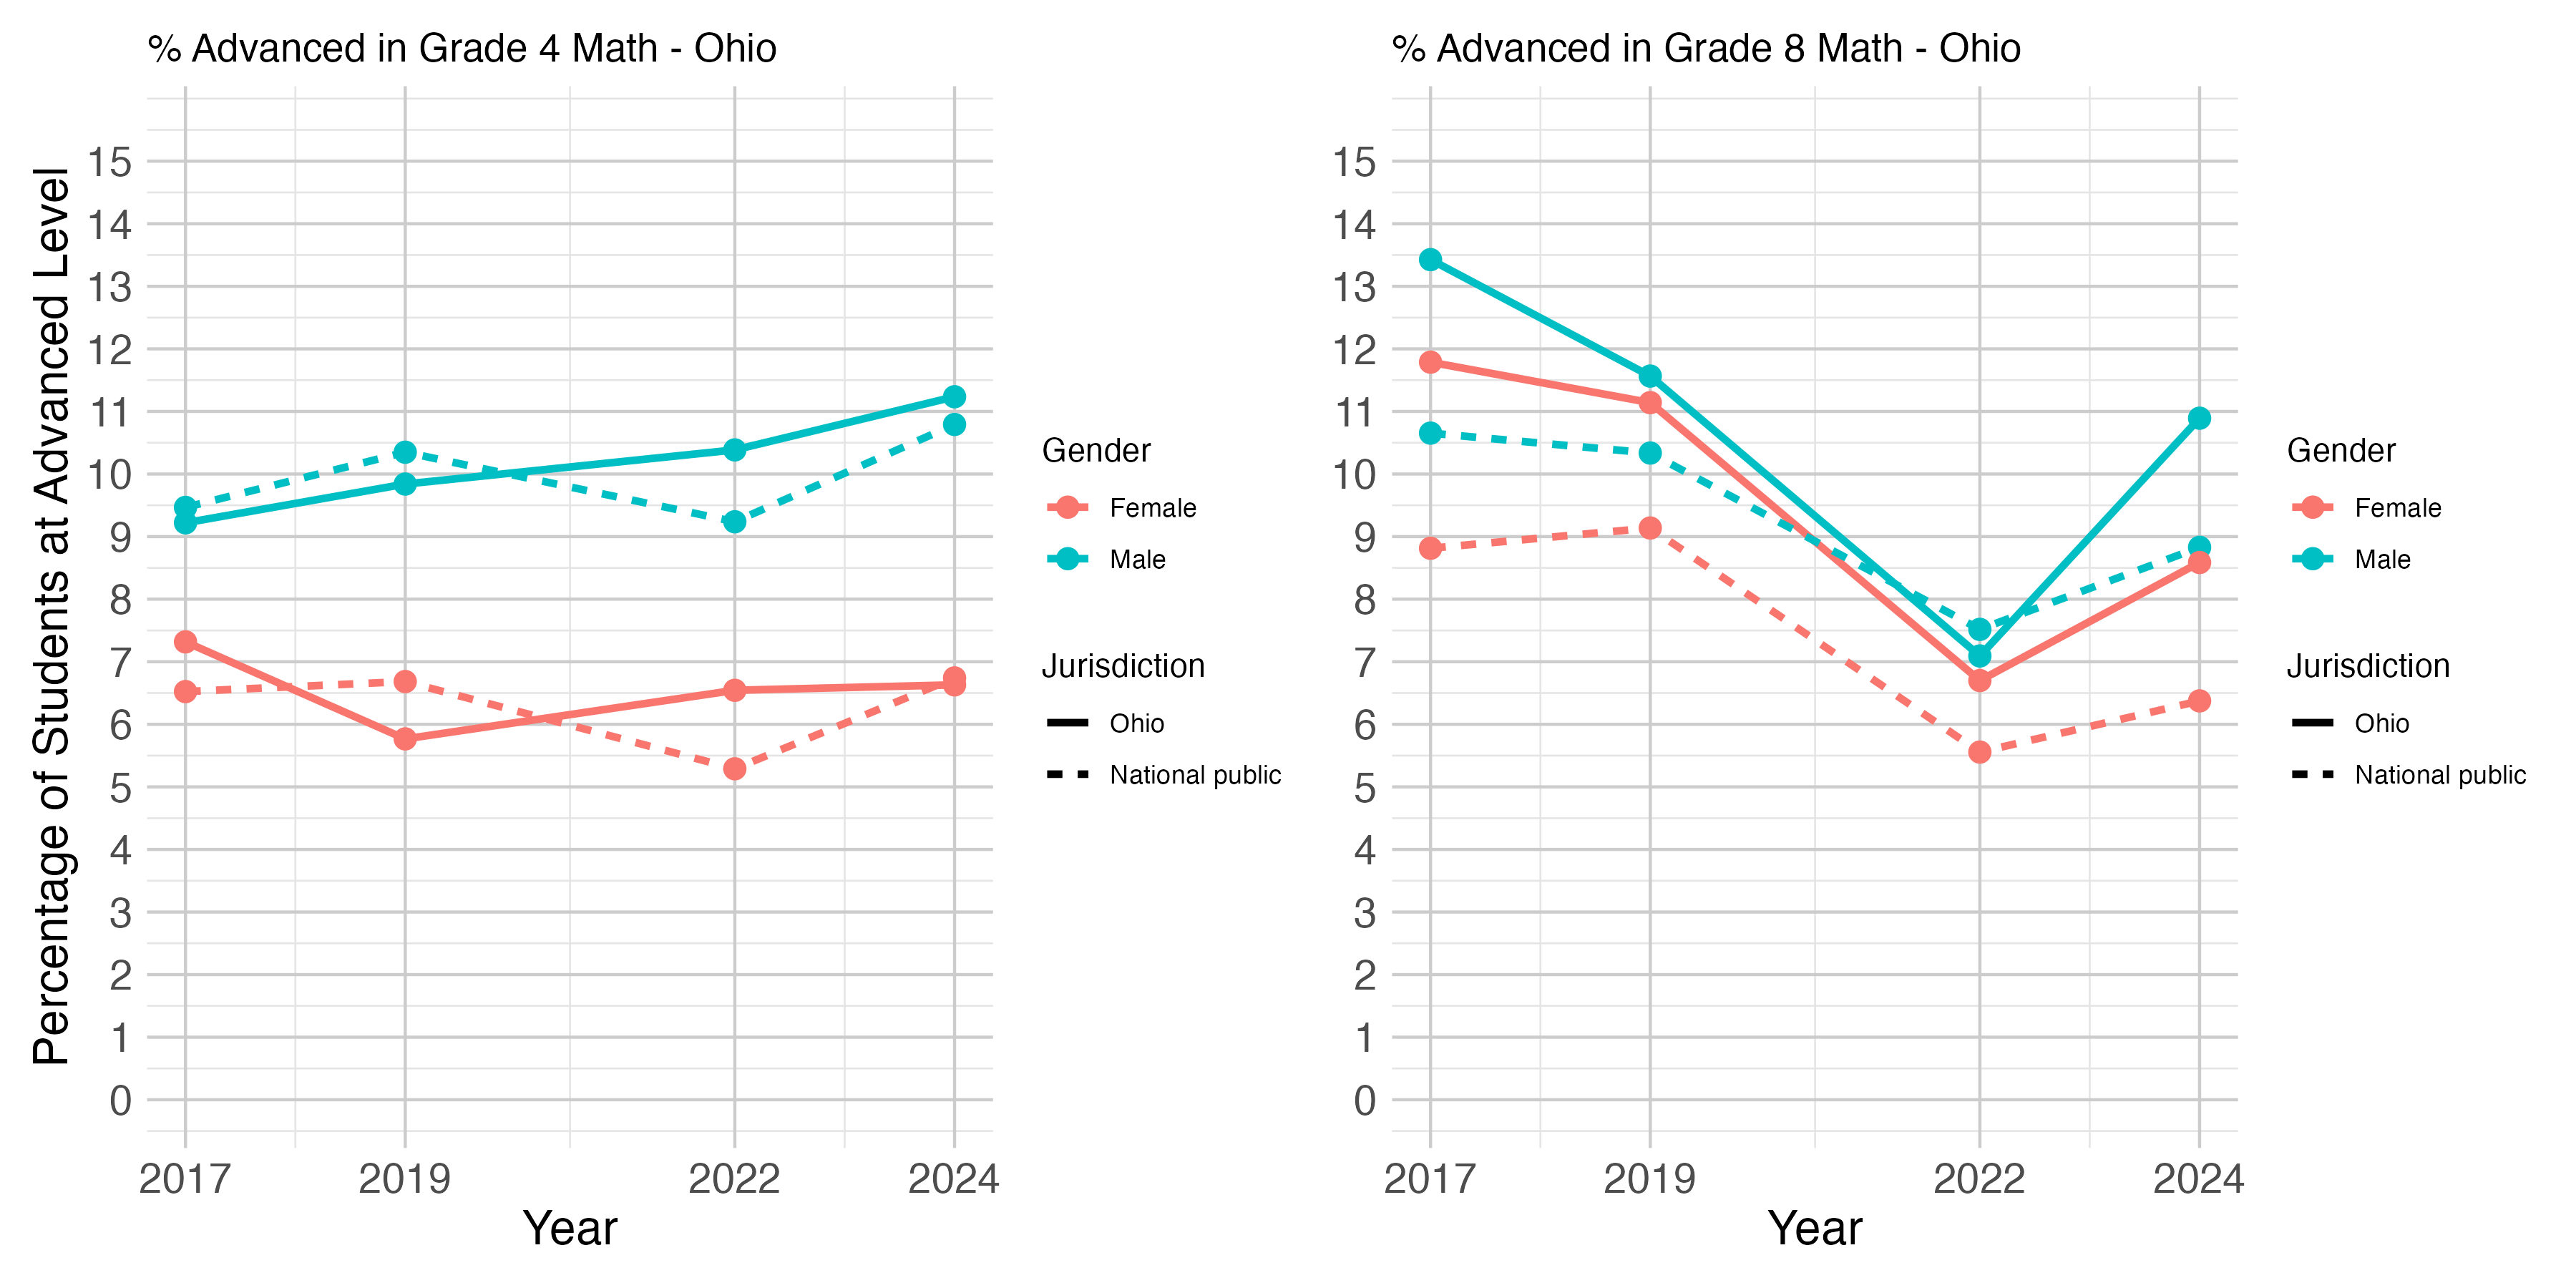 % Advanced in Grade 4 Math - Ohio
Percentage of Students at Advanced Level
15
14
13
12
11
10
9
8
7
6
5
4
3
2
1
0
2017 2019 2022 2024
Year
Gender
Female
Male
Jurisdiction
Ohio
National public
% Advanced in Grade 8 Math - Ohio
15
14
13
12
11
10
9
8
7
6
5
4
3
2
1
0
2017 2019 2022 2024
Year
Gender
Female
Male
Jurisdiction
Ohio
National public